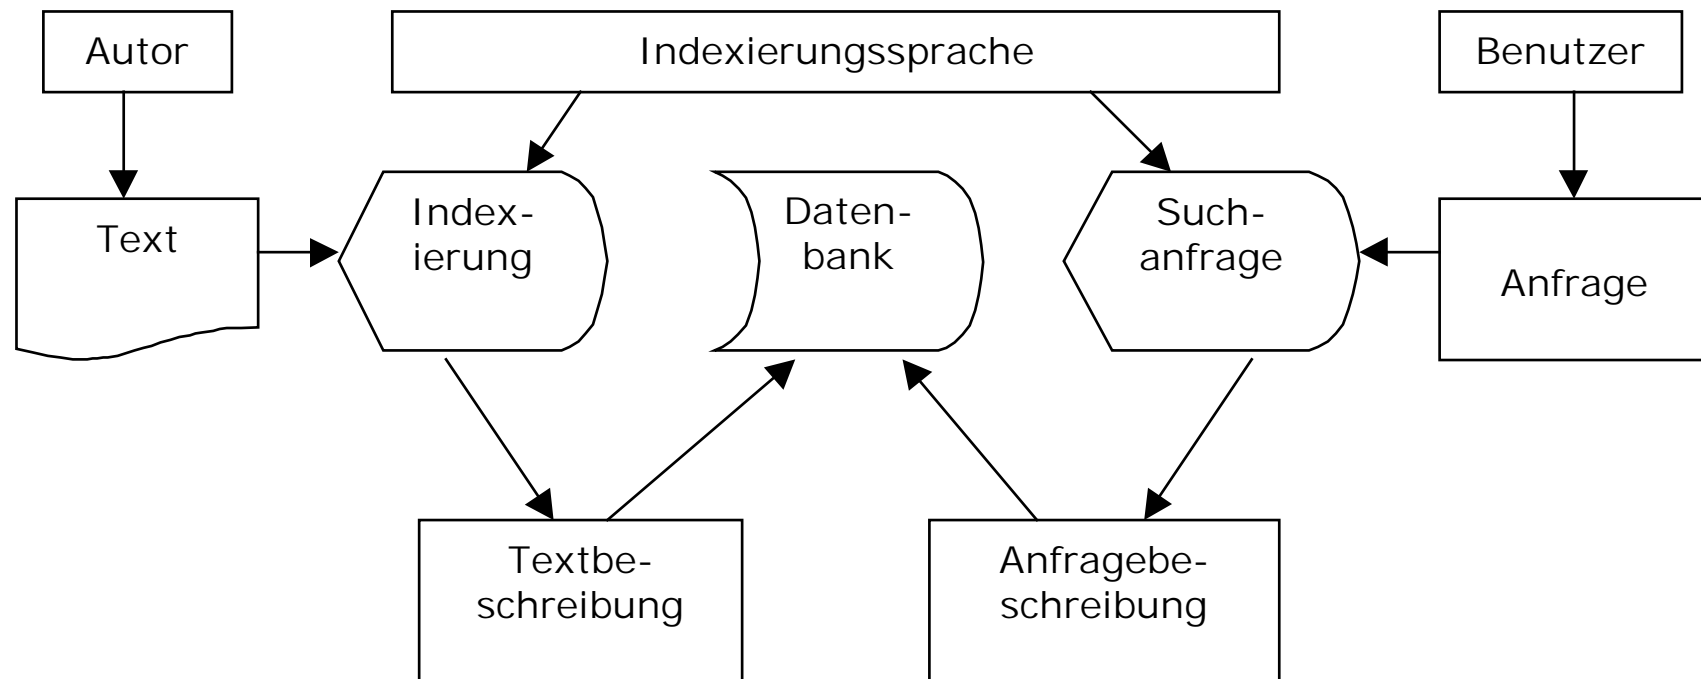 Autor
Indexierungssprache
Benutzer
Text
Index-
ierung
Daten-
bank
Such-
anfrage
Anfrage
Textbe-
schreibung
Anfragebe-
schreibung